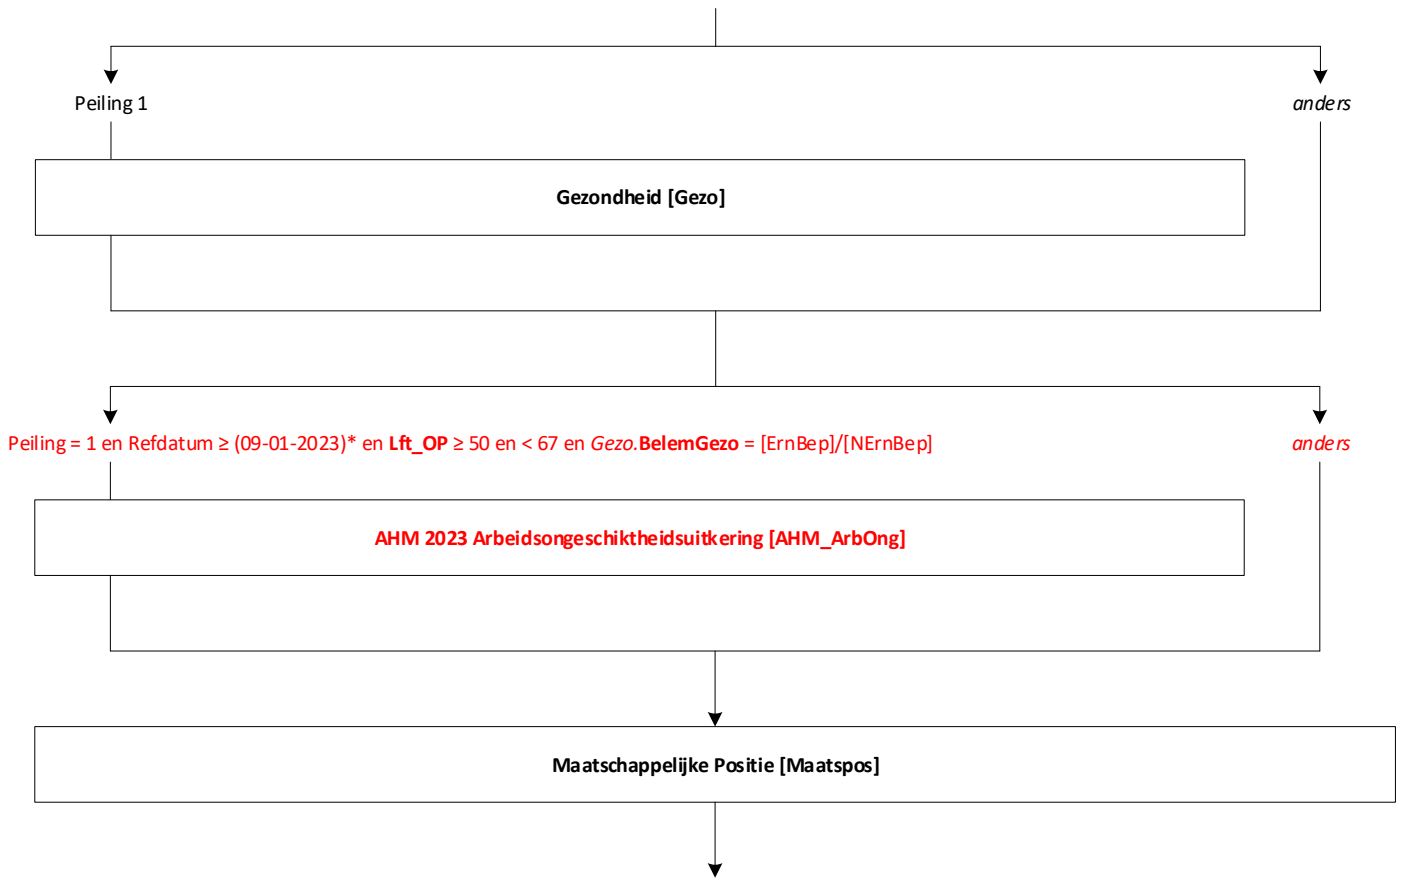 Peiling 1
anders
Gezondheid [Gezo]
Peiling = 1 en Refdatum ≥ (09-01-2023)* en Lft_OP ≥ 50 en < 67 en Gezo.BelemGezo = [ErnBep]/[NErnBep]
anders
AHM 2023 Arbeidsongeschiktheidsuitkering [AHM_ArbOng]
Maatschappelijke Positie [Maatspos]